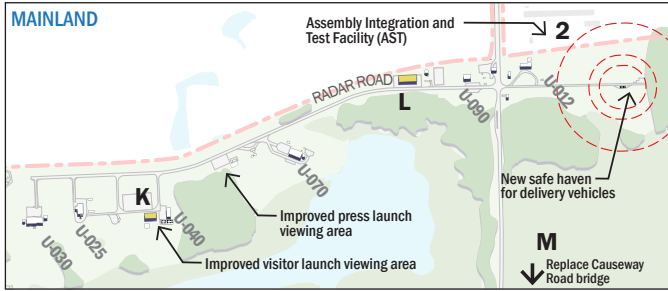 MAINLAND
Assembly Integration and
Test Facility (AST)
2
RADAR ROAD
L
U-090
U-012
New safe haven
for delivery vehicles
K
U-070
Improved press launch
viewing area
U-040
U-025
U-030
Improved visitor launch viewing area
M
Replace Causeway
Road bridge